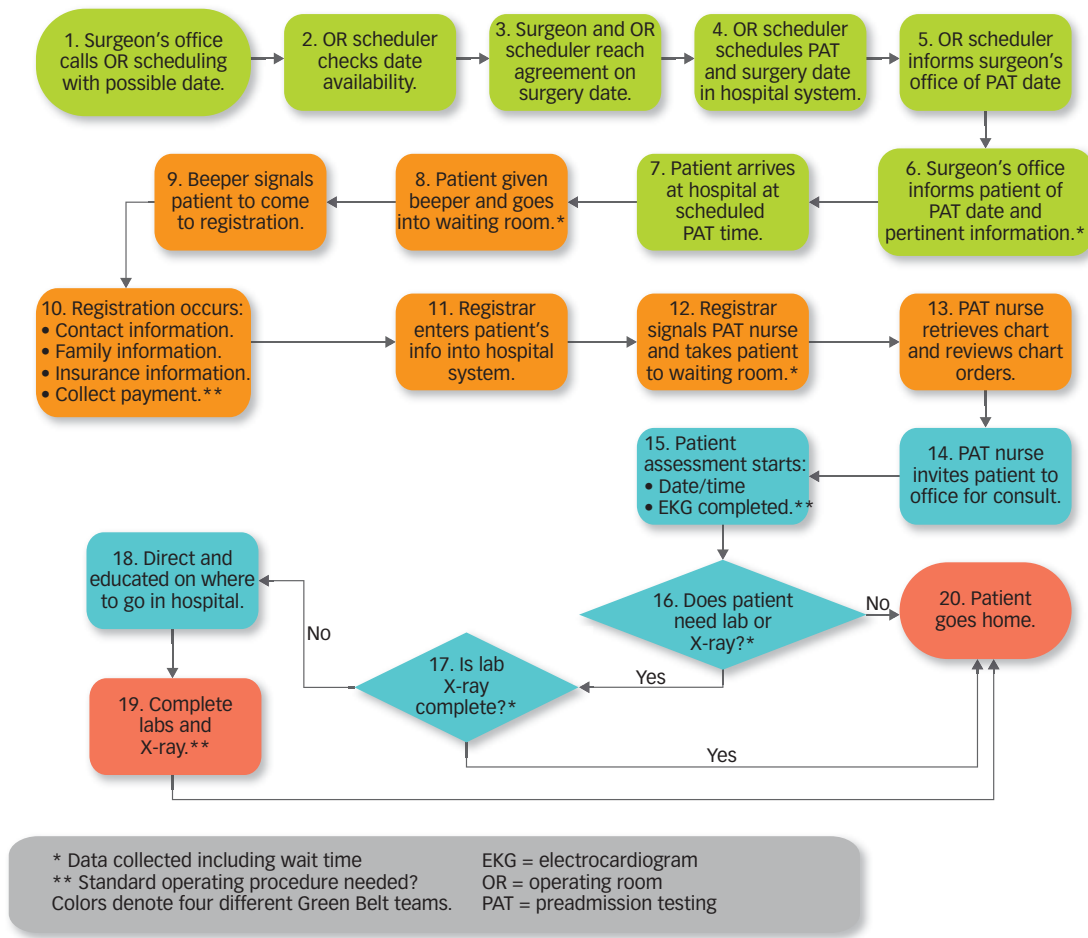 1. Surgeon's office
calls OR scheduling
with possible date.
2. OR scheduler
checks date
availability.
3. Surgeon and OR
scheduler reach
agreement on
surgery date.
4. OR scheduler
schedules PAT
and surgery date
in hospital system.
5. OR scheduler
informs surgeon's
office of PAT date
6. Surgeon's office
informs patient of
PAT date and
pertinent information.*
7. Patient arrives
at hospital at
scheduled
PAT time.
8. Patient given
beeper and goes
into waiting room.*
9. Beeper signals
patient to come
to registration.
10. Registration occurs:
• Contact information.
• Family information.
• Insurance information.
• Collect payment.**
11. Registrar
enters patient's
info into hospital
system.
12. Registrar
signals PAT nurse
and takes patient
to waiting room.*
13. PAT nurse
retrieves chart
and reviews chart
orders.
14. PAT nurse
invites patient to
office for consult.
15. Patient
assessment starts:
• Date/time
• EKG completed.**
16. Does patient
need lab or
X-ray?*
No
Yes
17. Is lab
X-ray
complete?*
No
Yes
18. Direct and
educated on where
to go in hospital.
19. Complete
labs and
X-ray.**
20. Patient
goes home.
* Data collected including wait time
** Standard operating procedure needed?
Colors denote four different Green Belt teams.
EKG = electrocardiogram
OR = operating room
PAT = preadmission testing